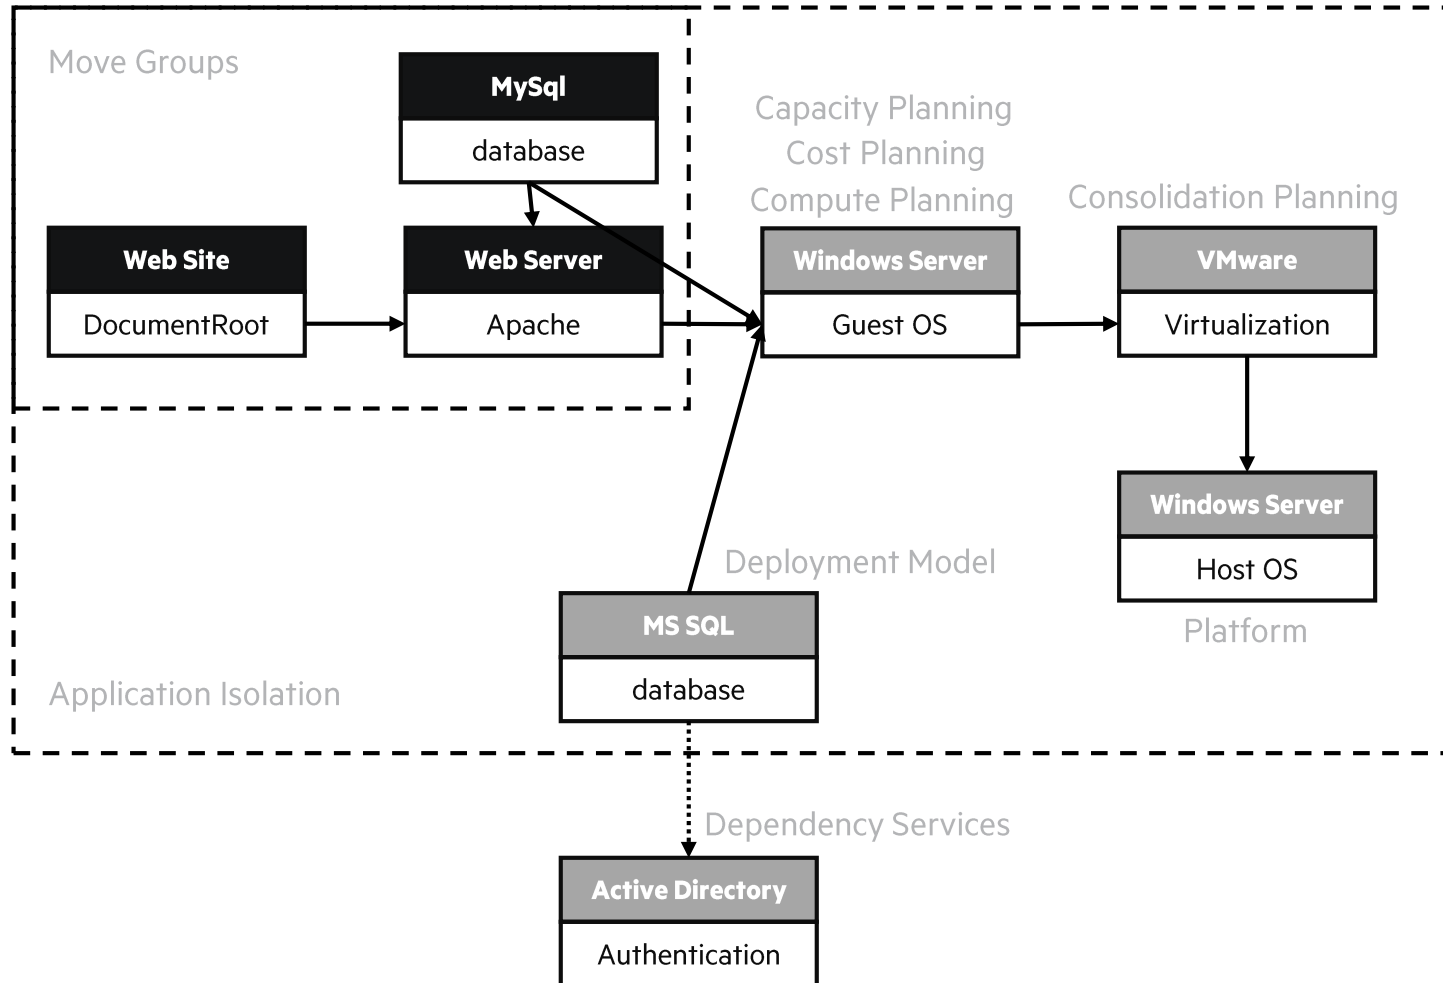 Move Groups
MySql
database
Capacity Planning
Cost Planning
Compute Planning
Consolidation Planning
Web Site
DocumentRoot
Web Server
Apache
Windows Server
Guest OS
VMware
Virtualization
Windows Server
Host OS
Platform
Deployment Model
MS SQL
database
Application Isolation
Dependency Services
Active Directory
Authentication